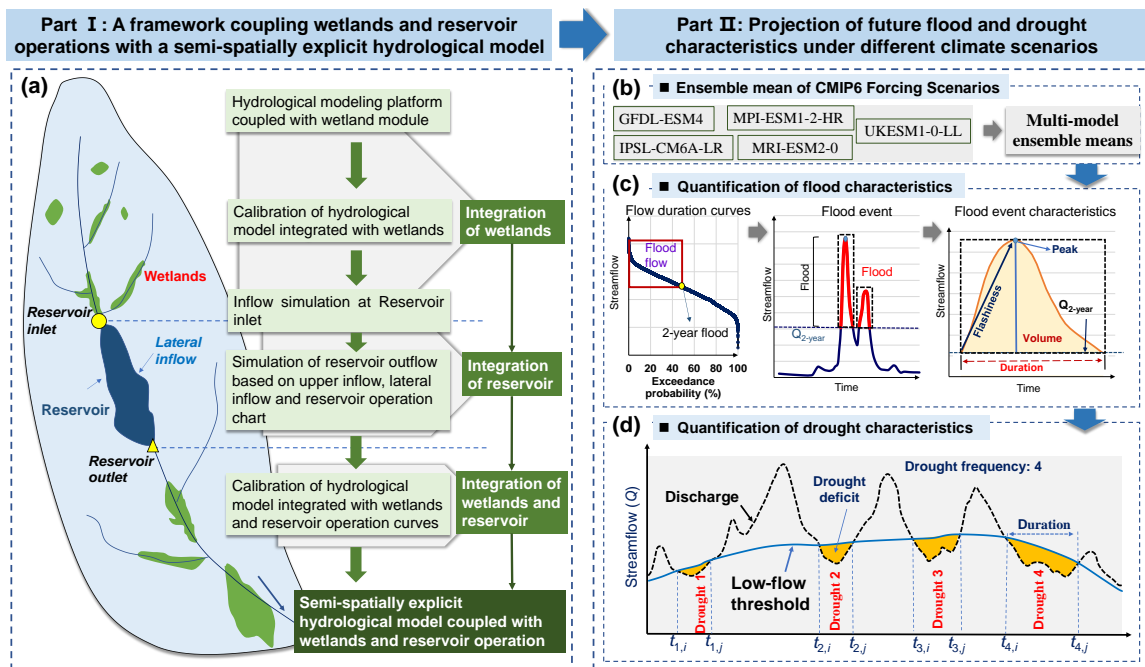 Part Ⅰ: A framework coupling wetlands and reservoir
operations with a semi-spatially explicit hydrological model
Part Ⅱ: Projection of future flood and drought
characteristics under different climate scenarios
(a)
Hydrological modeling platform
coupled with wetland module
Calibration of hydrological
model integrated with wetlands
Integration
of wetlands
Wetlands
Reservoir
inlet
Inflow simulation at Reservoir
inlet
Lateral
inflow
Simulation of reservoir outflow
based on upper inflow, lateral
inflow and reservoir operation
chart
Integration
of reservoir
Reservoir
Reservoir
outlet
Calibration of hydrological
model integrated with wetlands
and reservoir operation curves
Integration
of wetlands
and
reservoir
Semi-spatially explicit
hydrological model coupled with
wetlands and reservoir operation
(b)
■ Ensemble mean of CMIP6 Forcing Scenarios
GFDL-ESM4
MPI-ESM1-2-HR
UKESM1-0-LL
IPSL-CM6A-LR
MRI-ESM2-0
Multi-model
ensemble means
(c)
■ Quantification of flood characteristics
Flow duration curves
Streamflow
0
20
40
60
80
100
Flood
flow
2-year flood
Exceedance
probability (%)
Flood event
Streamflow
Flood
Flood
Q2-year
Time
Flood event characteristics
Streamflow
Peak
Flashiness
Q2-year
Volume
Duration
Time
(d)
■ Quantification of drought characteristics
Drought frequency: 4
Streamflow (Q)
Discharge
Drought
deficit
Duration
Low-flow
threshold
Drought 1
Drought 2
Drought 3
Drought 4
t1,i
t1,j
t2,i
t2,j
t3,i
t3,j
t4,i
t4,j
Time